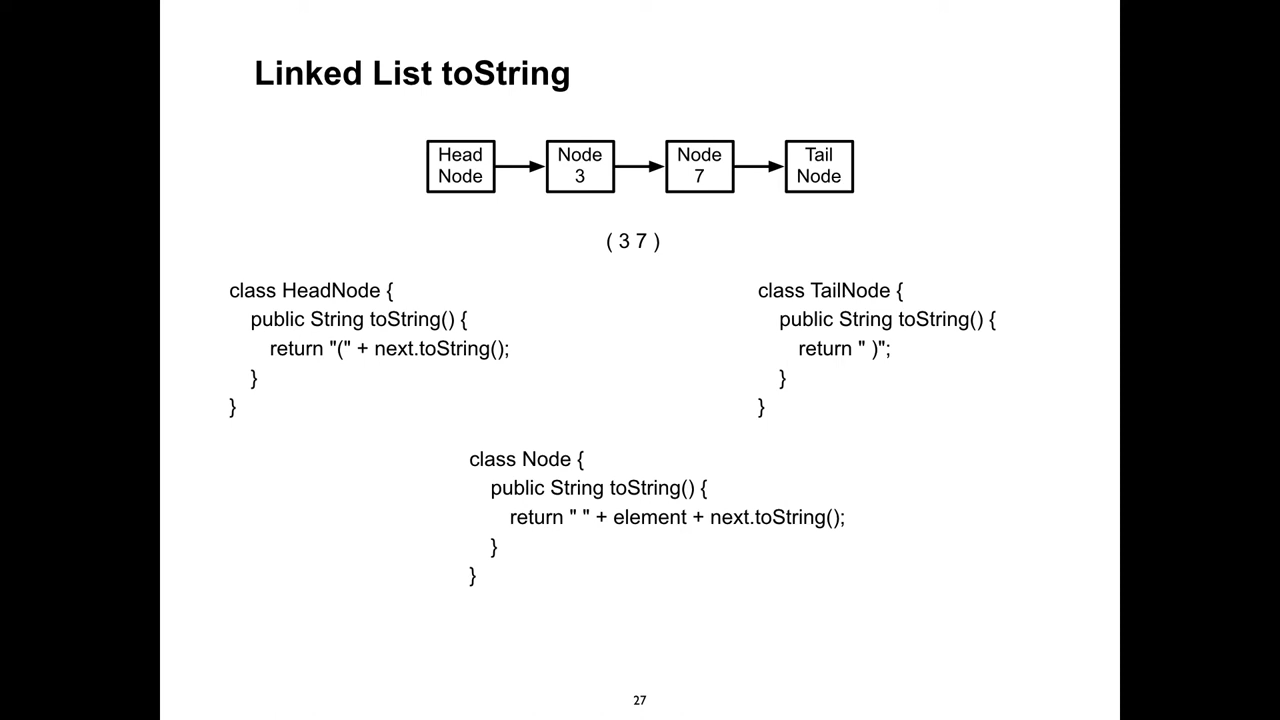 Linked List toString
Head
Node
Node
3
Node
7
Tail
Node
( 3 7 )
class HeadNode {
public String toString() {
return "(" + next.toString();
}
}
class TailNode {
public String toString() {
return " )";
}
}
class Node {
public String toString() {
return " " + element + next.toString();
}
}
27